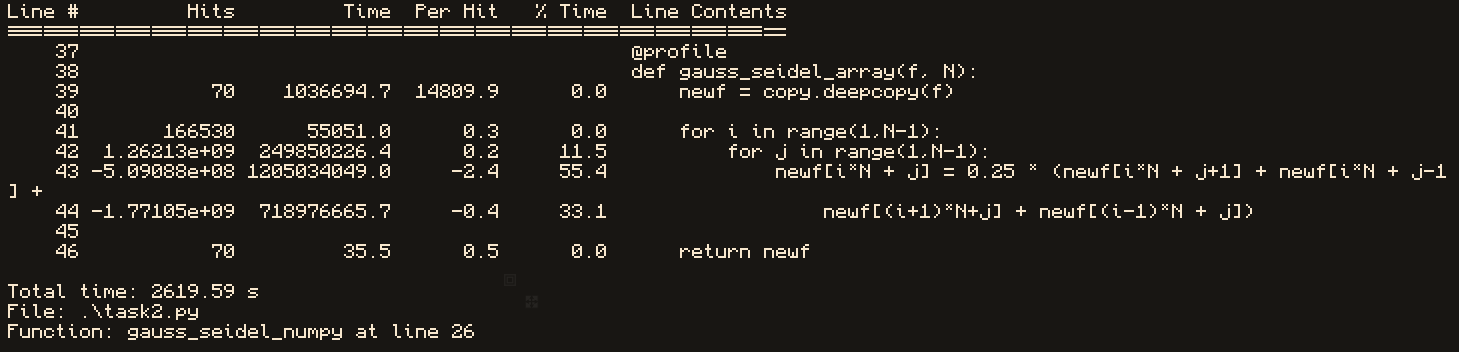 Line #      Hits         Time  Per Hit   % Time  Line Contents
=================================================================
    37                                              @profile
    38                                              def gauss_seidel_array(f, N):
    39           70    1036694.7  14809.9      0.0      newf = copy.deepcopy(f)
    40
    41       166530      55051.0      0.3      0.0      for i in range(1,N-1):
    42  1.26213e+09  249850226.4      0.2     11.5          for j in range(1,N-1):
    43 -5.09088e+08 1205034049.0     -2.4     55.4              newf[i*N + j] = 0.25 * (newf[i*N + j+1] + newf[i*N + j-1
] +
    44 -1.77105e+09  718976665.7     -0.4     33.1                  newf[(i+1)*N+j] + newf[(i-1)*N + j])
    45
    46           70         35.5      0.5      0.0      return newf
Total time: 2619.59 s
File: .\task2.py
Function: gauss_seidel_numpy at line 26